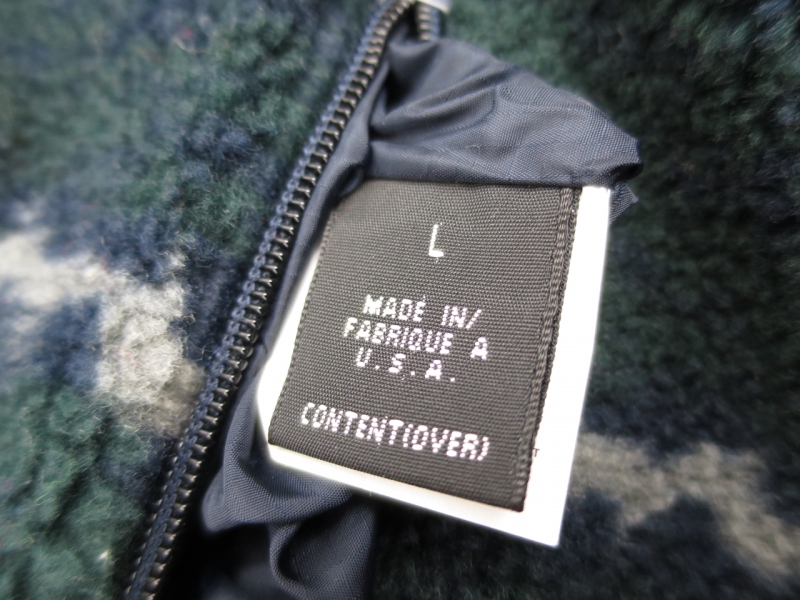 L
MADE IN/
FABRIQUE A
U.S.A.
CONTENT(OVER)